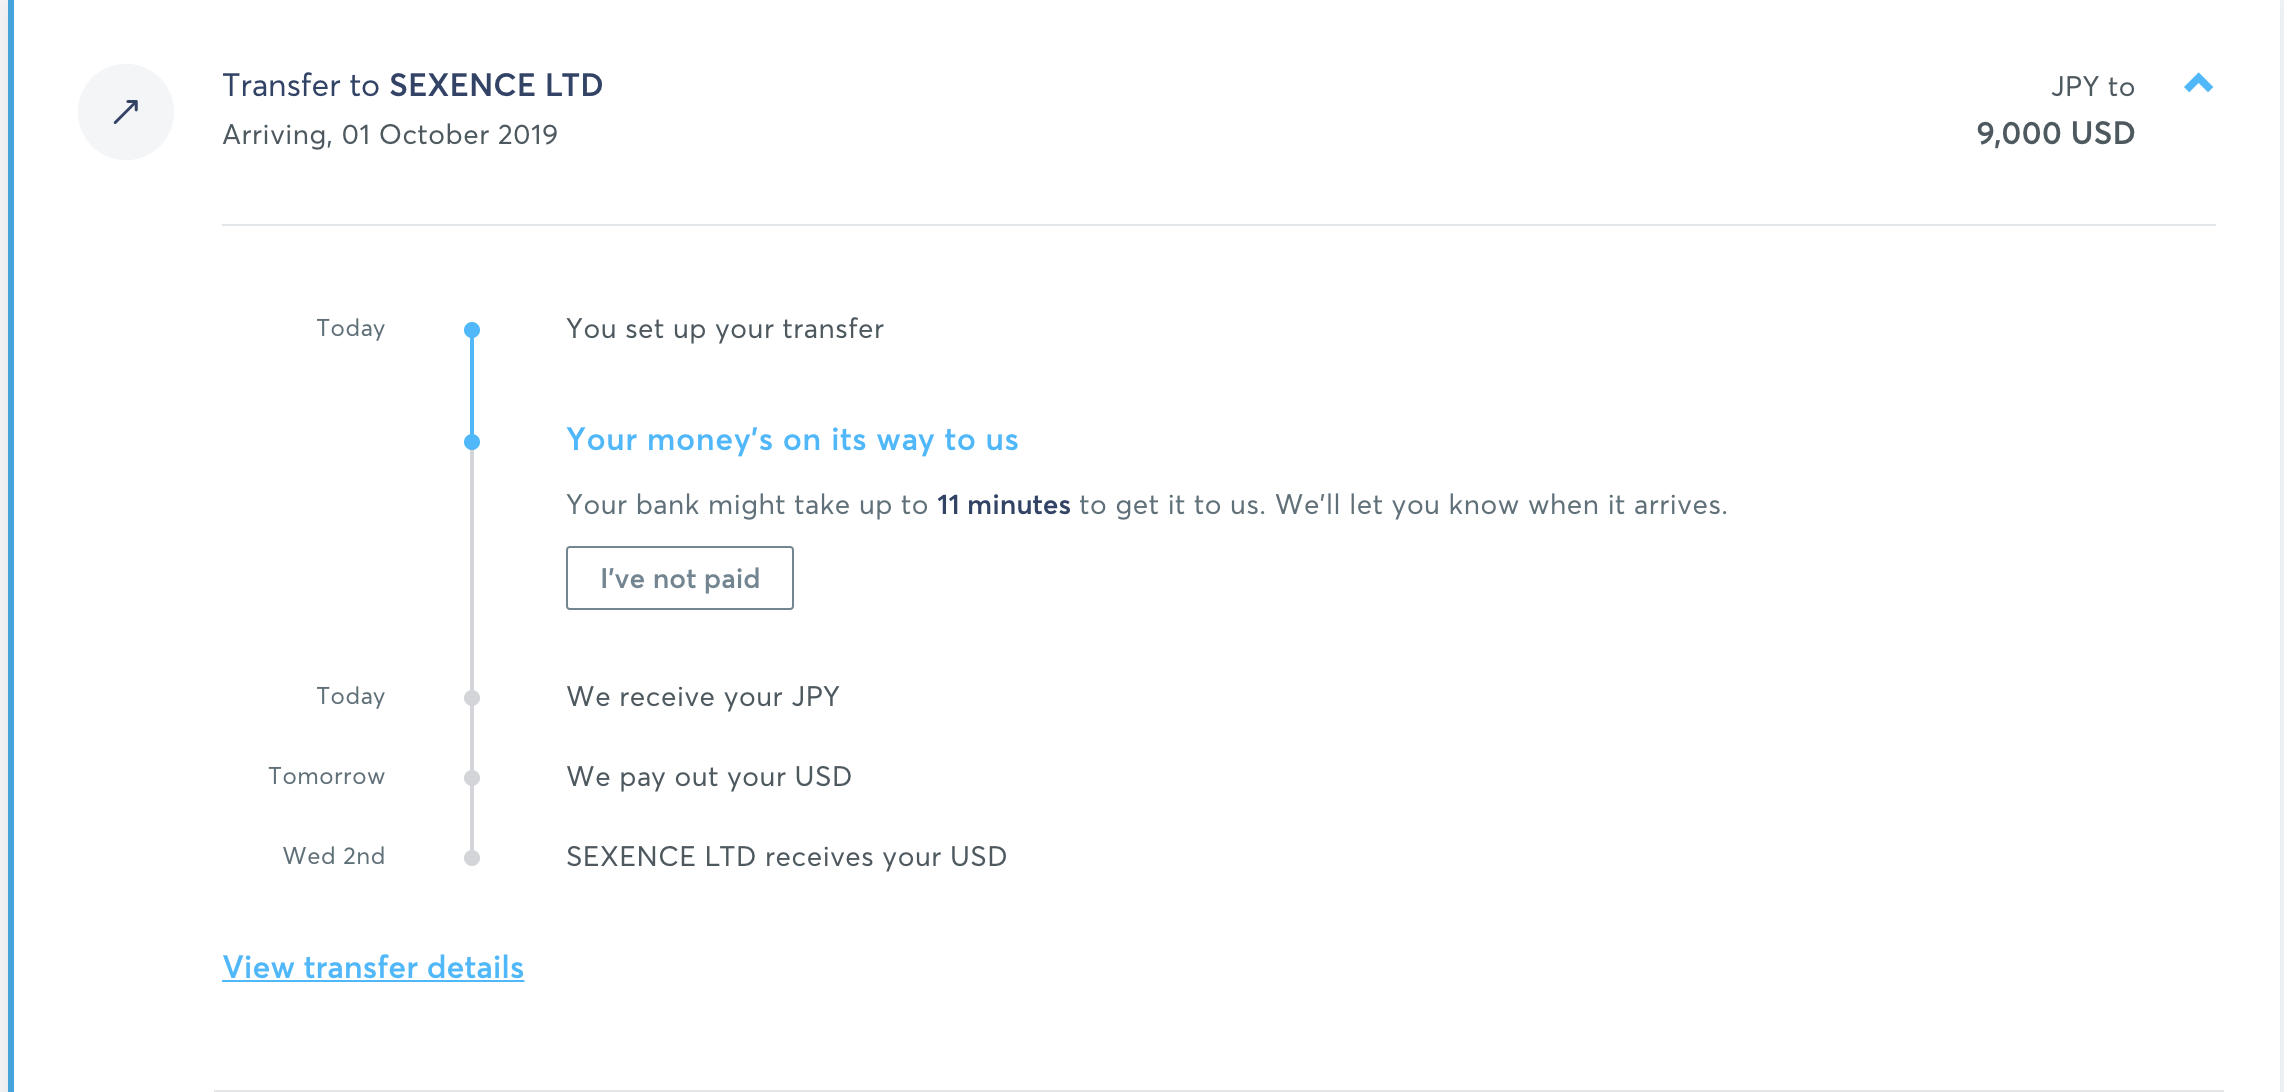 Transfer to SEXENCE LTD
Arriving, 01 October 2019
JPY to
9,000 USD
Today
You set up your transfer
Your money's on its way to us
Your bank might take up to 11 minutes to get it to us. We'll let you know when it arrives.
I've not paid
Today
We receive your JPY
Tomorrow
We pay out your USD
Wed 2nd
SEXENCE LTD receives your USD
View transfer details